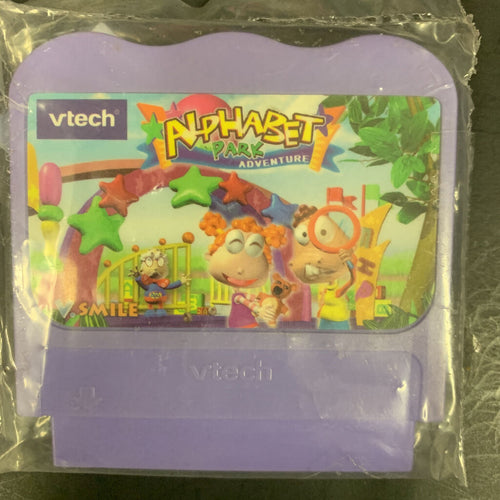 vtech
ALPHABET
PARK
ADVENTURE
V.SMILE
vtech